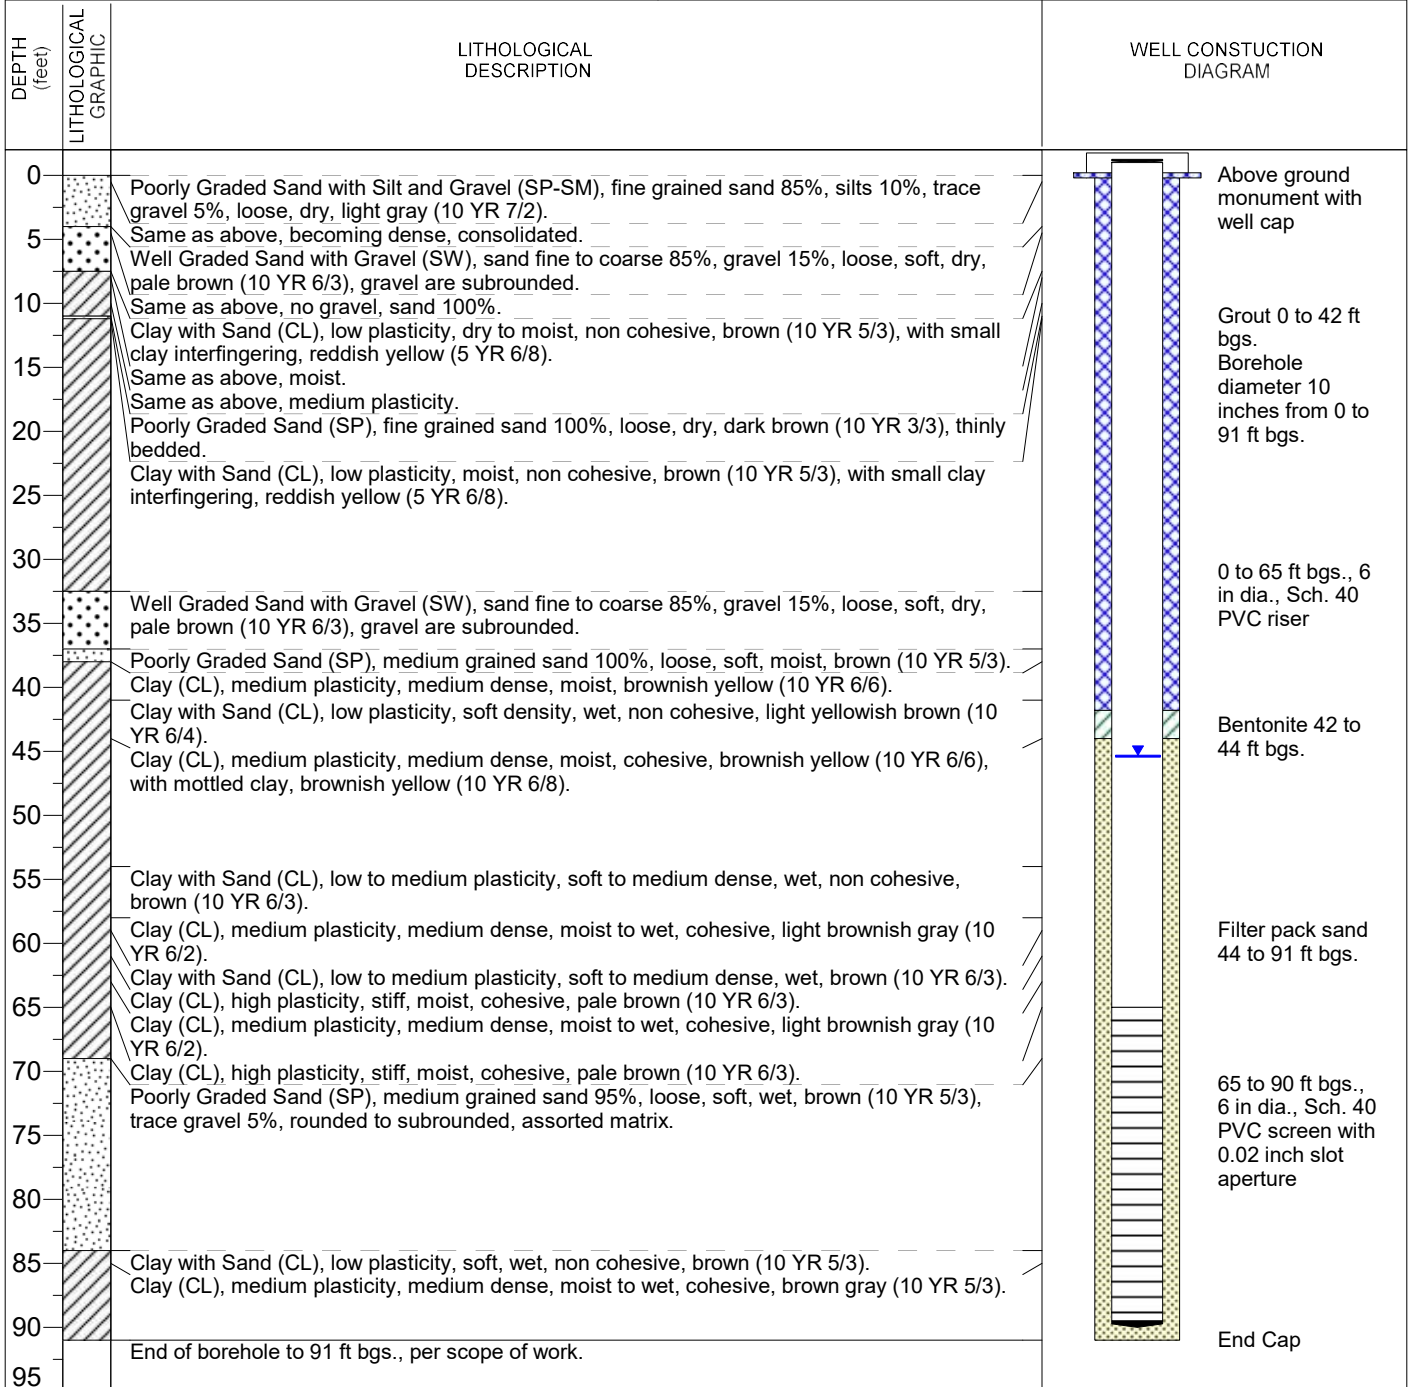 DEPTH
(feet)
LITHOLOGICAL
GRAPHIC
LITHOLOGICAL
DESCRIPTION
WELL CONSTUCTION
DIAGRAM
0
5
10
15
20
25
30
35
40
45
50
55
60
65
70
75
80
85
90
95
Poorly Graded Sand with Silt and Gravel (SP-SM), fine grained sand 85%, silts 10%, trace
gravel 5%, loose, dry, light gray (10 YR 7/2).
Same as above, becoming dense, consolidated.
Well Graded Sand with Gravel (SW), sand fine to coarse 85%, gravel 15%, loose, soft, dry,
pale brown (10 YR 6/3), gravel are subrounded.
Same as above, no gravel, sand 100%.
Clay with Sand (CL), low plasticity, dry to moist, non cohesive, brown (10 YR 5/3), with small
clay interfingering, reddish yellow (5 YR 6/8).
Same as above, moist.
Same as above, medium plasticity.
Poorly Graded Sand (SP), fine grained sand 100%, loose, dry, dark brown (10 YR 3/3), thinly
bedded.
Clay with Sand (CL), low plasticity, moist, non cohesive, brown (10 YR 5/3), with small clay
interfingering, reddish yellow (5 YR 6/8).
Well Graded Sand with Gravel (SW), sand fine to coarse 85%, gravel 15%, loose, soft, dry,
pale brown (10 YR 6/3), gravel are subrounded.
Poorly Graded Sand (SP), medium grained sand 100%, loose, soft, moist, brown (10 YR 5/3).
Clay (CL), medium plasticity, medium dense, moist, brownish yellow (10 YR 6/6).
Clay with Sand (CL), low plasticity, soft density, wet, non cohesive, light yellowish brown (10
YR 6/4).
Clay (CL), medium plasticity, medium dense, moist, cohesive, brownish yellow (10 YR 6/6),
with mottled clay, brownish yellow (10 YR 6/8).
Clay with Sand (CL), low to medium plasticity, soft to medium dense, wet, non cohesive,
brown (10 YR 6/3).
Clay (CL), medium plasticity, medium dense, moist to wet, cohesive, light brownish gray (10
YR 6/2).
Clay with Sand (CL), low to medium plasticity, soft to medium dense, wet, brown (10 YR 6/3).
Clay (CL), high plasticity, stiff, moist, cohesive, pale brown (10 YR 6/3).
Clay (CL), medium plasticity, medium dense, moist to wet, cohesive, light brownish gray (10
YR 6/2).
Clay (CL), high plasticity, stiff, moist, cohesive, pale brown (10 YR 6/3).
Poorly Graded Sand (SP), medium grained sand 95%, loose, soft, wet, brown (10 YR 5/3),
trace gravel 5%, rounded to subrounded, assorted matrix.
Clay with Sand (CL), low plasticity, soft, wet, non cohesive, brown (10 YR 5/3).
Clay (CL), medium plasticity, medium dense, moist to wet, cohesive, brown gray (10 YR 5/3).
End of borehole to 91 ft bgs., per scope of work.
Above ground
monument with
well cap
Grout 0 to 42 ft
bgs.
Borehole
diameter 10
inches from 0 to
91 ft bgs.
0 to 65 ft bgs., 6
in dia., Sch. 40
PVC riser
Bentonite 42 to
44 ft bgs.
Filter pack sand
44 to 91 ft bgs.
65 to 90 ft bgs.,
6 in dia., Sch. 40
PVC screen with
0.02 inch slot
aperture
End Cap